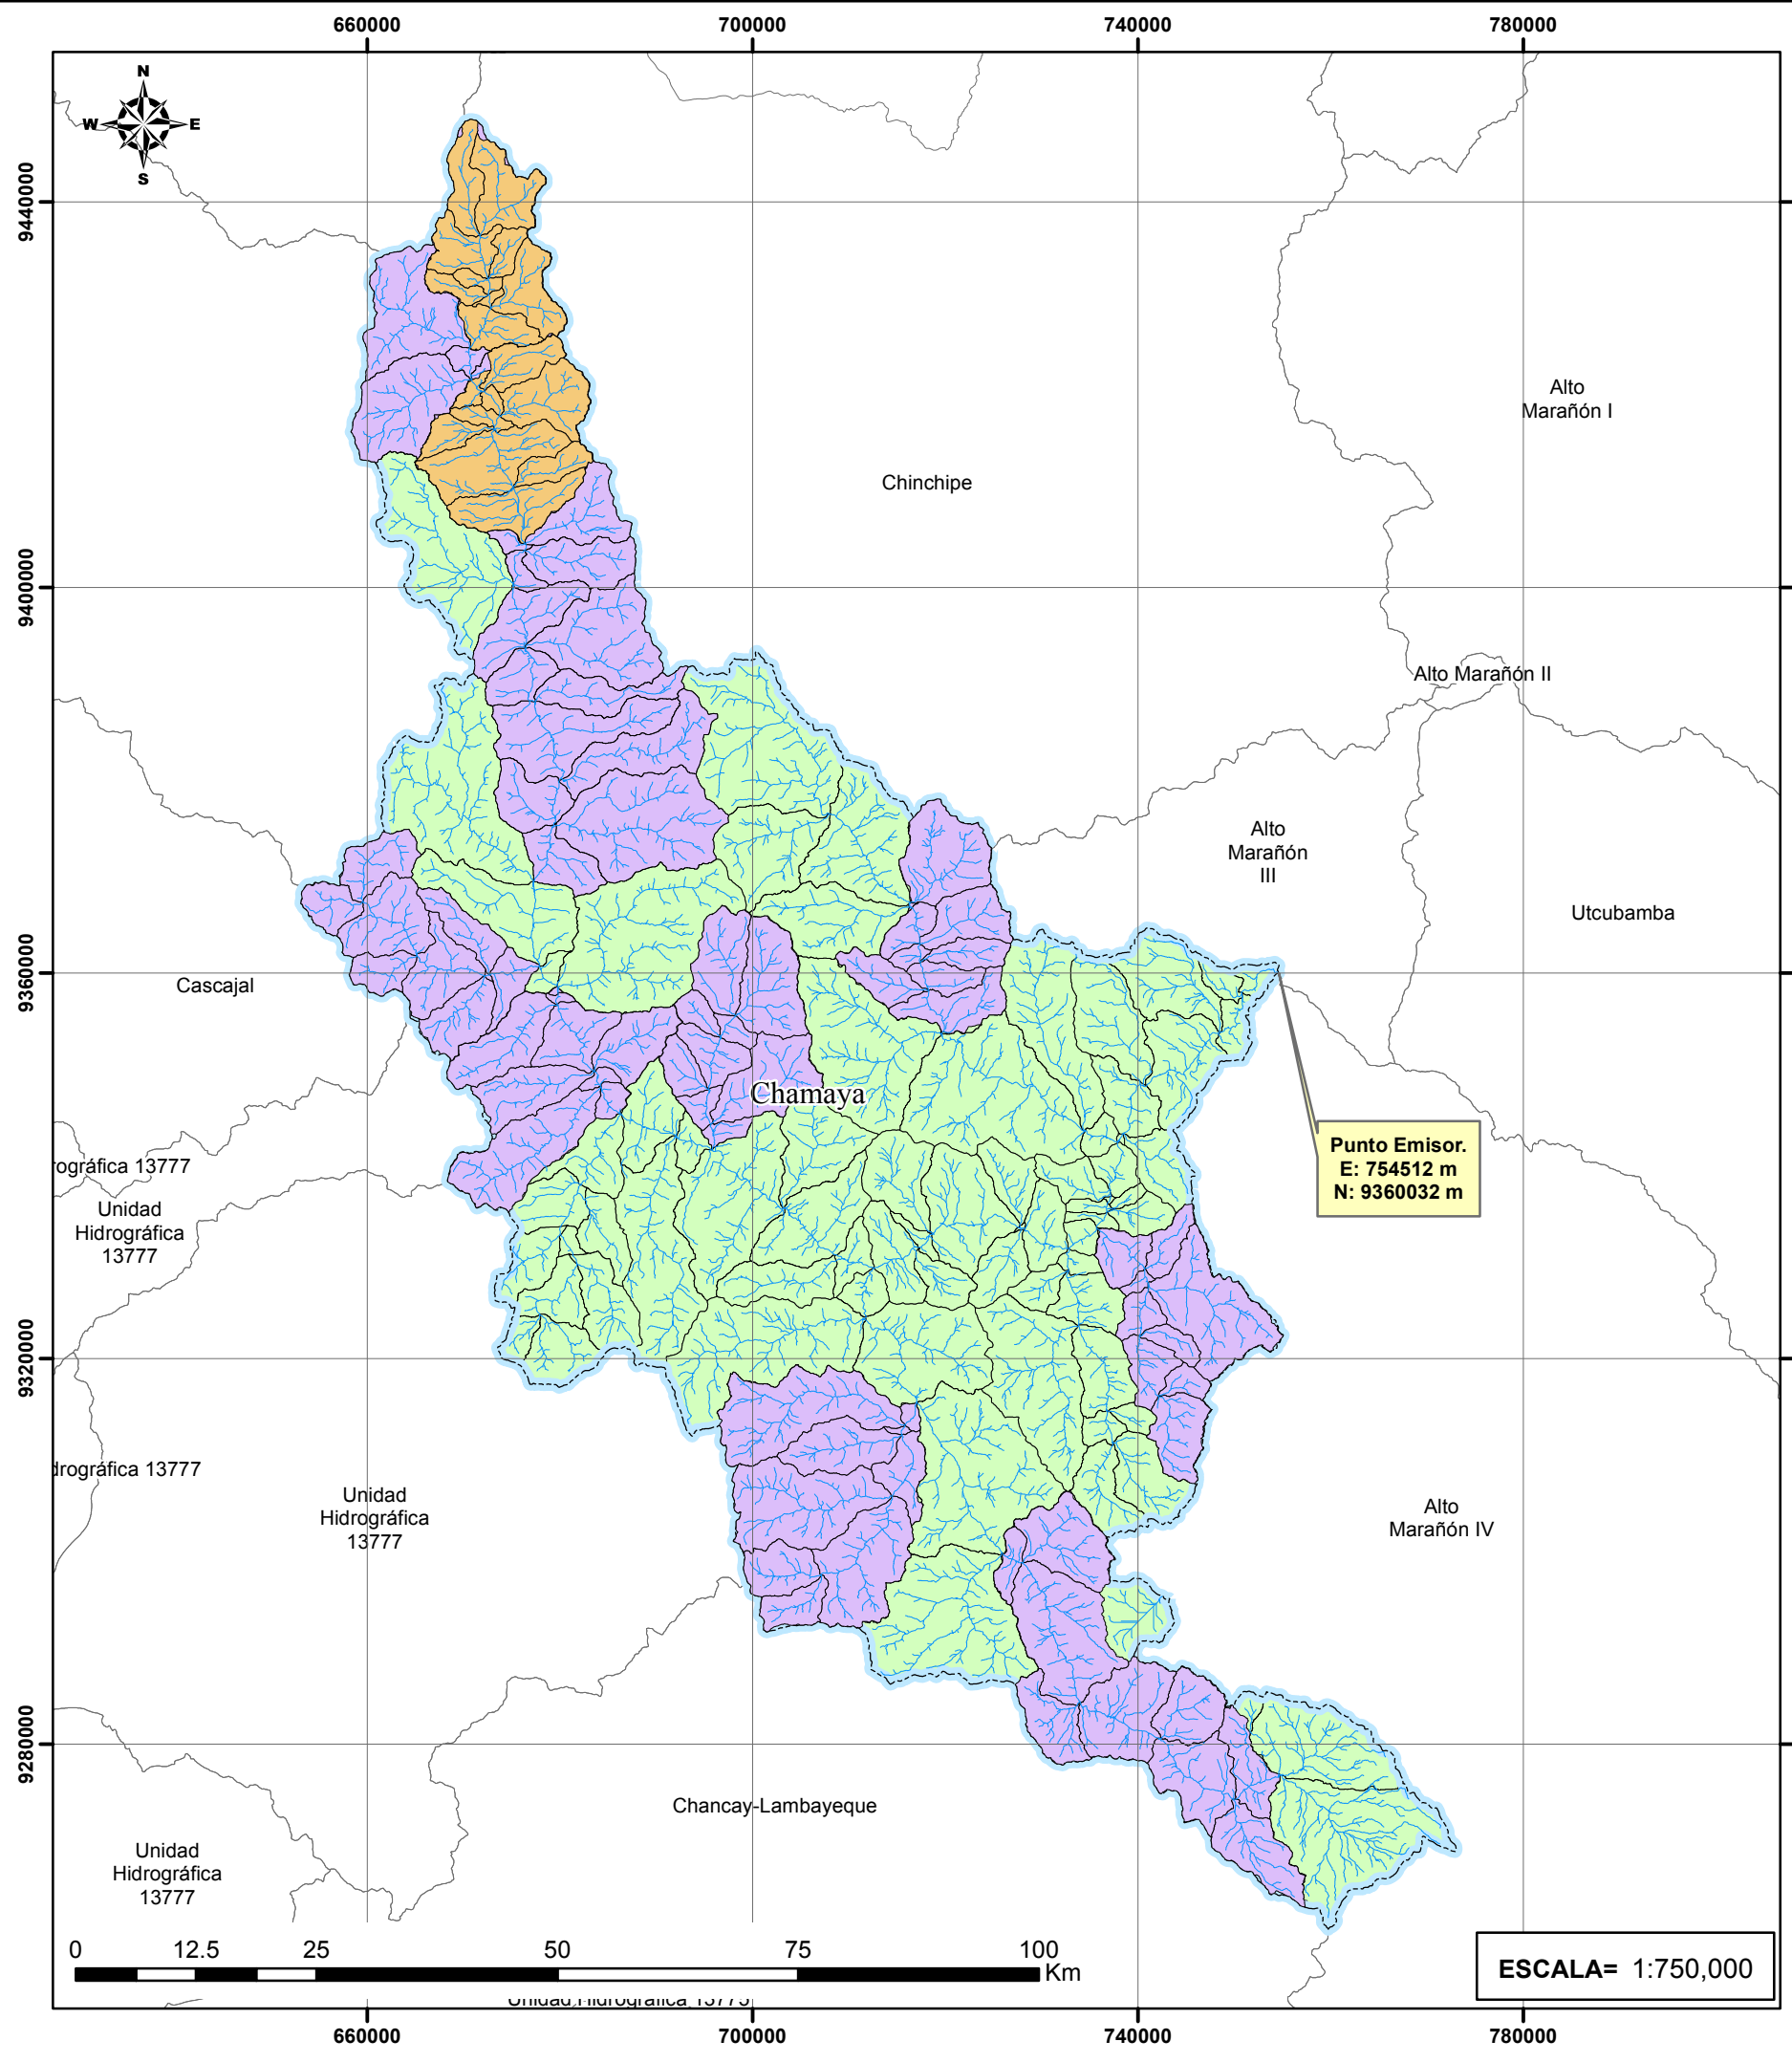 660000
700000
740000
780000
N
W
E
S
9440000
9400000
9360000
9320000
9280000
Alto
Marañón I
Chinchipe
Alto Marañón II
Alto
Marañón
III
Utcubamba
Cascajal
Chamaya
Punto Emisor.
E: 754512 m
N: 9360032 m
rográfica 13777
Unidad
Hidrográfica
13777
drográfica 13777
Unidad
Hidrográfica
13777
Alto
Marañón IV
Chancay-Lambayeque
Unidad
Hidrográfica
13777
0
12.5
25
50
75
100
Km
ESCALA= 1:750,000
Unidad Hidrográfica 13775
660000
700000
740000
780000